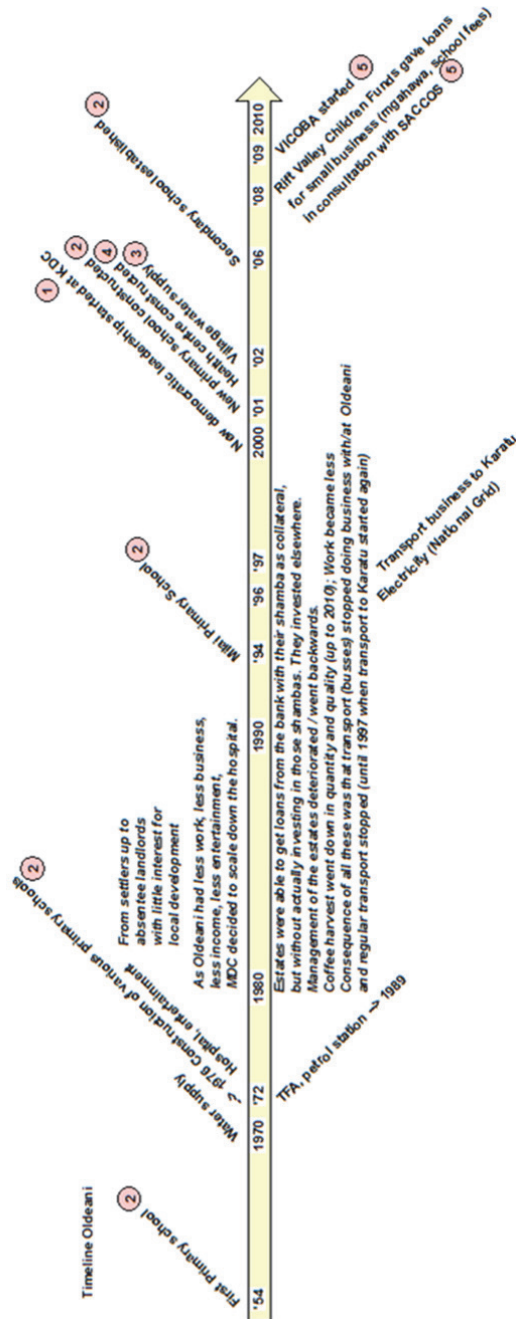 Timeline Oldeani
First Primary school
2
Water supply
-> 1976 Construction of various primary schools
2
Hospital, entertainment
From settlers up to
absentee landlords
with little interest for
local development
As Oldeani had less work, less business,
less income, less entertainment,
MDC decided to scale down the hospital.
Milai Primary School
2
New democratic leadership started at KDC
1
New primary school constructed
2
Health centre constructed
4
Village water supply
3
Secondary school established
2
'54
1970
'72
1980
1990
'94
'96
'97
2000
'01
'02
'06
'08
'09
2010
TFA, petrol station -> 1989
Estates were able to get loans from the bank with their shamba as collateral,
but without actually investing in those shambas. They invested elsewhere.
Management of the estates deteriorated / went backwards.
Coffee harvest went down in quantity and quality (up to 2010); Work became less
Consequence of all these was that transport (busses) stopped doing business with/at Oldeani
and regular transport stopped (until 1997 when transport to Karatu started again)
Electricity (National Grid)
Transport business to Karatu
Rift Valley Children Funds gave loans
for small business (mgahawa, school fees)
in consultation with SACCOS
5
VICOBA started
5